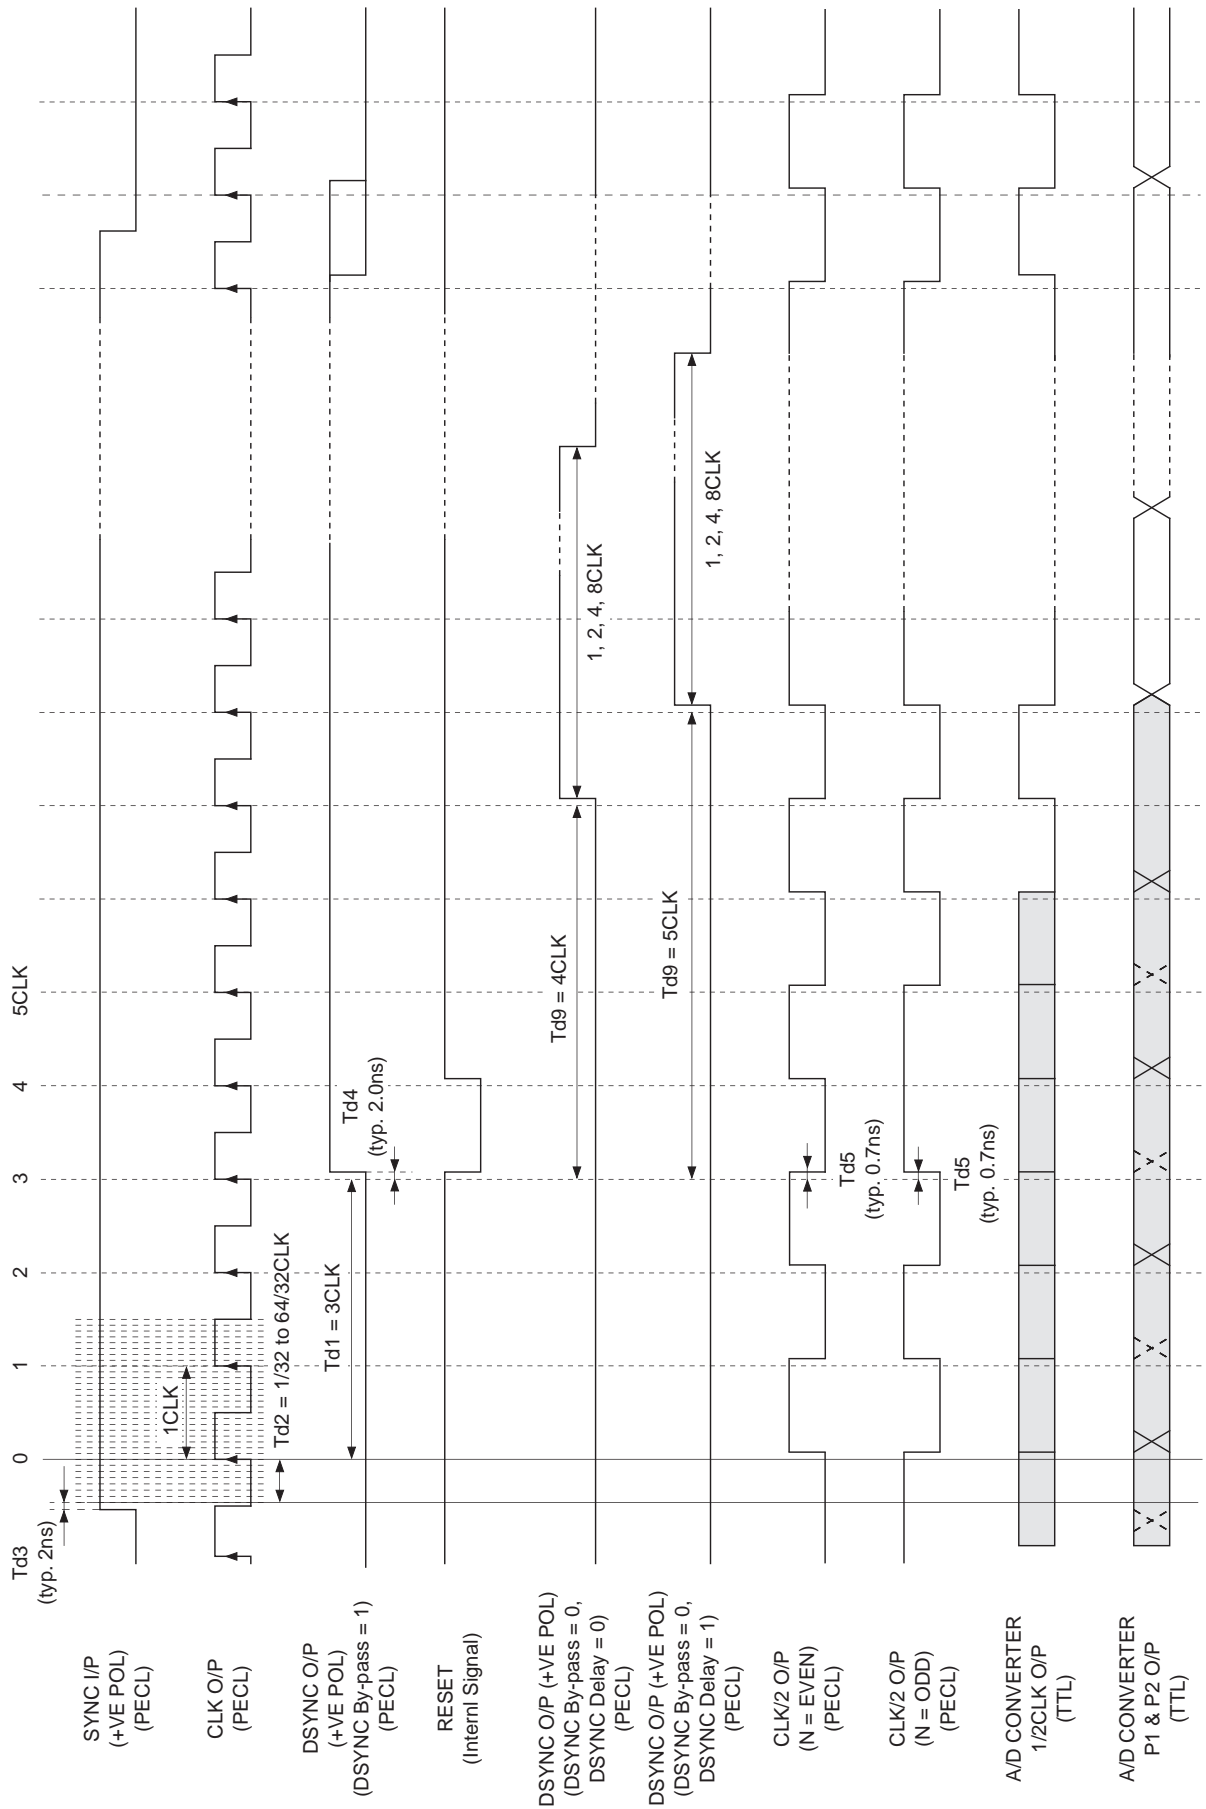 Td3
(typ. 2ns)
0
1
2
3
4
5CLK
SYNC I/P
(+VE POL)
(PECL)
1CLK
CLK O/P
(PECL)
Td2 = 1/32 to 64/32CLK
DSYNC O/P
(+VE POL)
(DSYNC By-pass = 1)
(PECL)
Td1 = 3CLK
Td4
(typ. 2.0ns)
RESET
(Internl Signal)
DSYNC O/P (+VE POL)
(DSYNC By-pass = 0,
DSYNC Delay = 0)
(PECL)
Td9 = 4CLK
1, 2, 4, 8CLK
DSYNC O/P (+VE POL)
(DSYNC By-pass = 0,
DSYNC Delay = 1)
(PECL)
Td9 = 5CLK
1, 2, 4, 8CLK
CLK/2 O/P
(N = EVEN)
(PECL)
Td5
(typ. 0.7ns)
CLK/2 O/P
(N = ODD)
(PECL)
Td5
(typ. 0.7ns)
A/D CONVERTER
1/2CLK O/P
(TTL)
A/D CONVERTER
P1 & P2 O/P
(TTL)